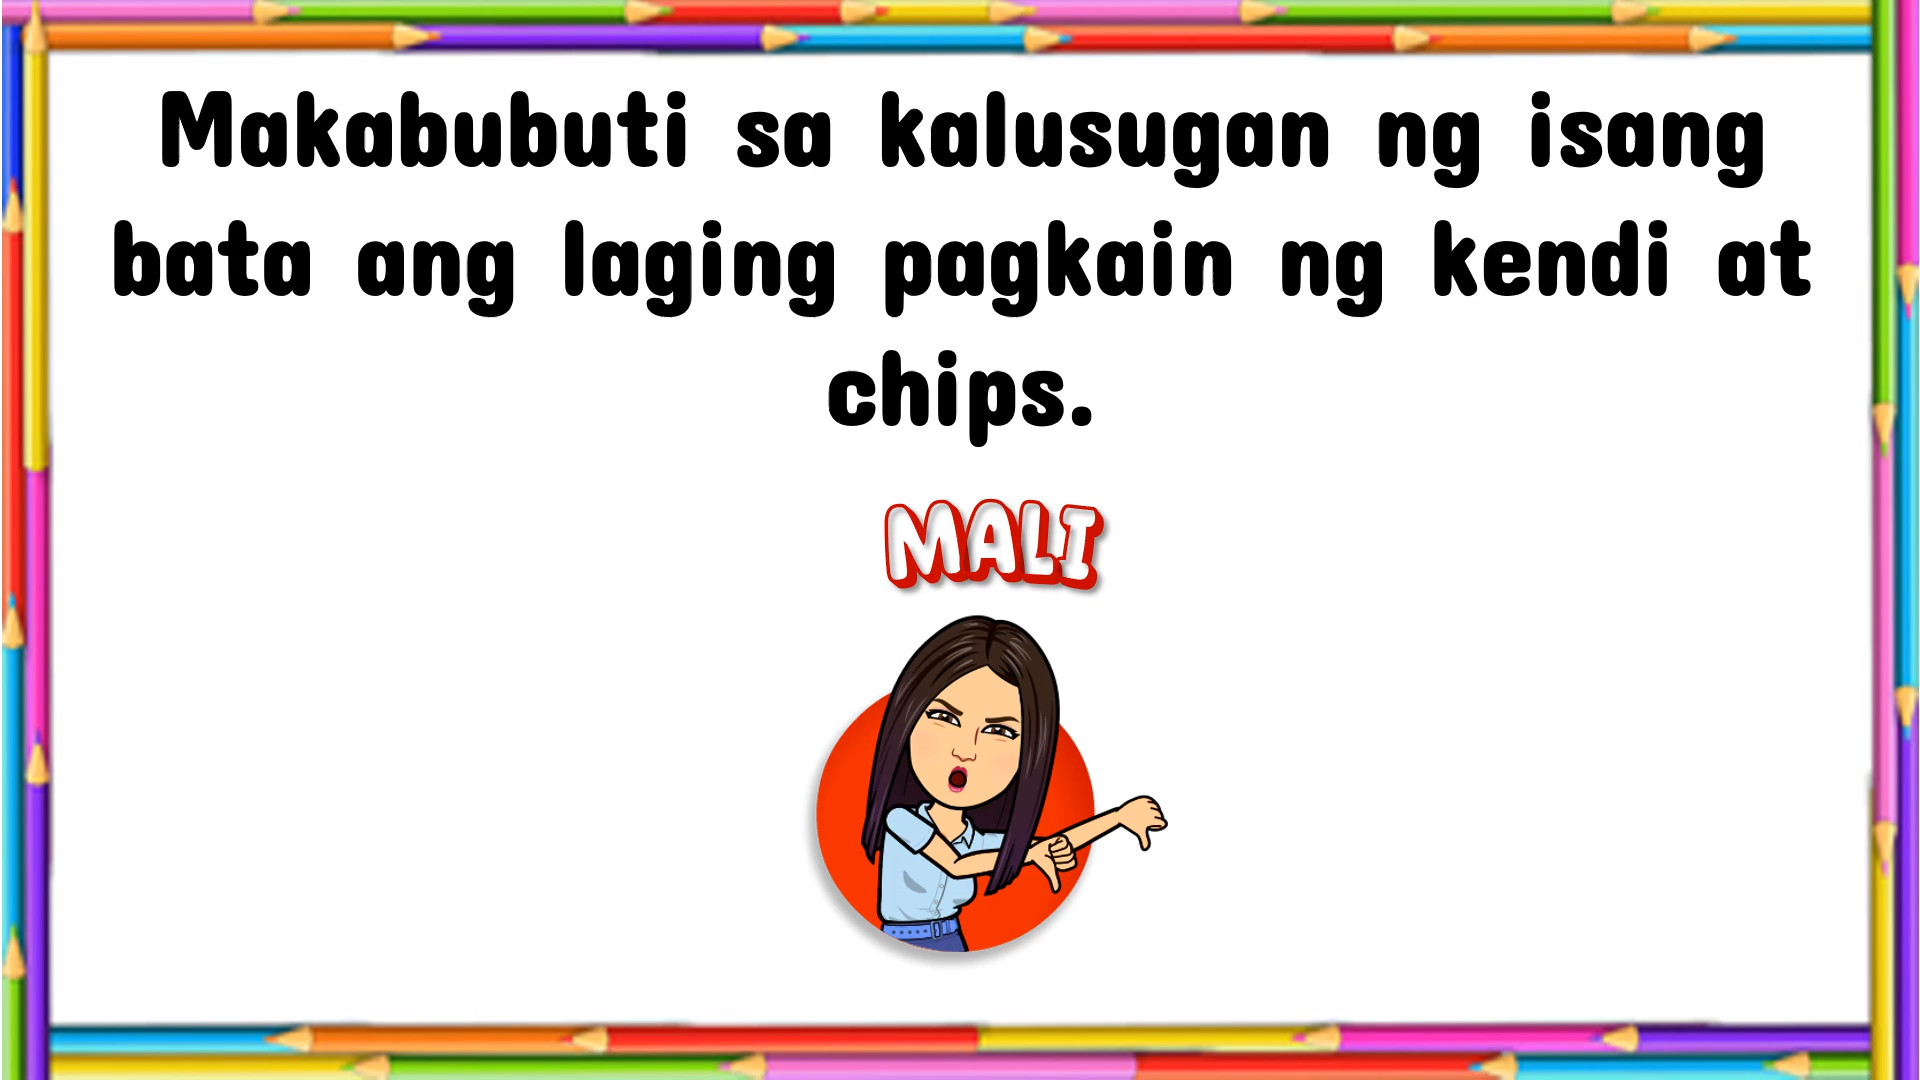 Makabubuti sa kalusugan ng isang
bata ang laging pagkain ng kendi at
chips.
MALI